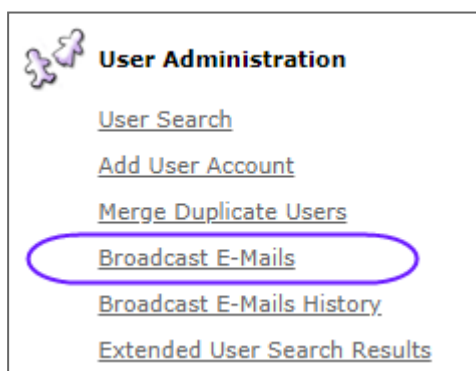 User Administration
User Search
Add User Account
Merge Duplicate Users
Broadcast E-Mails
Broadcast E-Mails History
Extended User Search Results